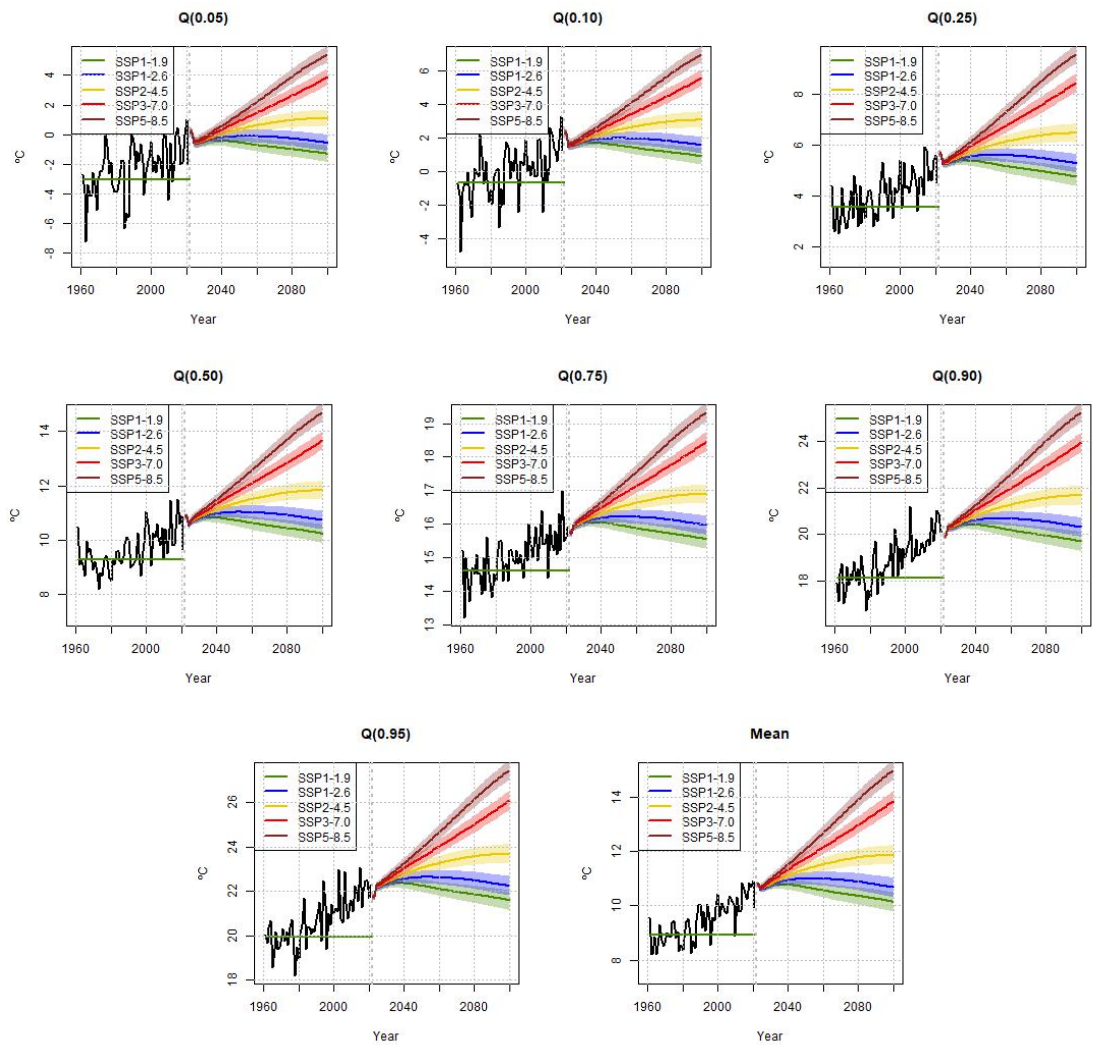 Q(0.05)
SSP1-1.9
SSP1-2.6
SSP2-4.5
SSP3-7.0
SSP5-8.5
ºC
4
2
0
-2
-4
-6
-8
1960 2000 2040 2080
Year
Q(0.10)
SSP1-1.9
SSP1-2.6
SSP2-4.5
SSP3-7.0
SSP5-8.5
ºC
6
4
2
0
-2
-4
1960 2000 2040 2080
Year
Q(0.25)
SSP1-1.9
SSP1-2.6
SSP2-4.5
SSP3-7.0
SSP5-8.5
ºC
8
6
4
2
1960 2000 2040 2080
Year
Q(0.50)
SSP1-1.9
SSP1-2.6
SSP2-4.5
SSP3-7.0
SSP5-8.5
ºC
14
12
10
8
1960 2000 2040 2080
Year
Q(0.75)
SSP1-1.9
SSP1-2.6
SSP2-4.5
SSP3-7.0
SSP5-8.5
ºC
19
18
17
16
15
14
13
1960 2000 2040 2080
Year
Q(0.90)
SSP1-1.9
SSP1-2.6
SSP2-4.5
SSP3-7.0
SSP5-8.5
ºC
24
22
20
18
1960 2000 2040 2080
Year
Q(0.95)
SSP1-1.9
SSP1-2.6
SSP2-4.5
SSP3-7.0
SSP5-8.5
ºC
26
24
22
20
18
1960 2000 2040 2080
Year
Mean
SSP1-1.9
SSP1-2.6
SSP2-4.5
SSP3-7.0
SSP5-8.5
ºC
14
12
10
8
1960 2000 2040 2080
Year